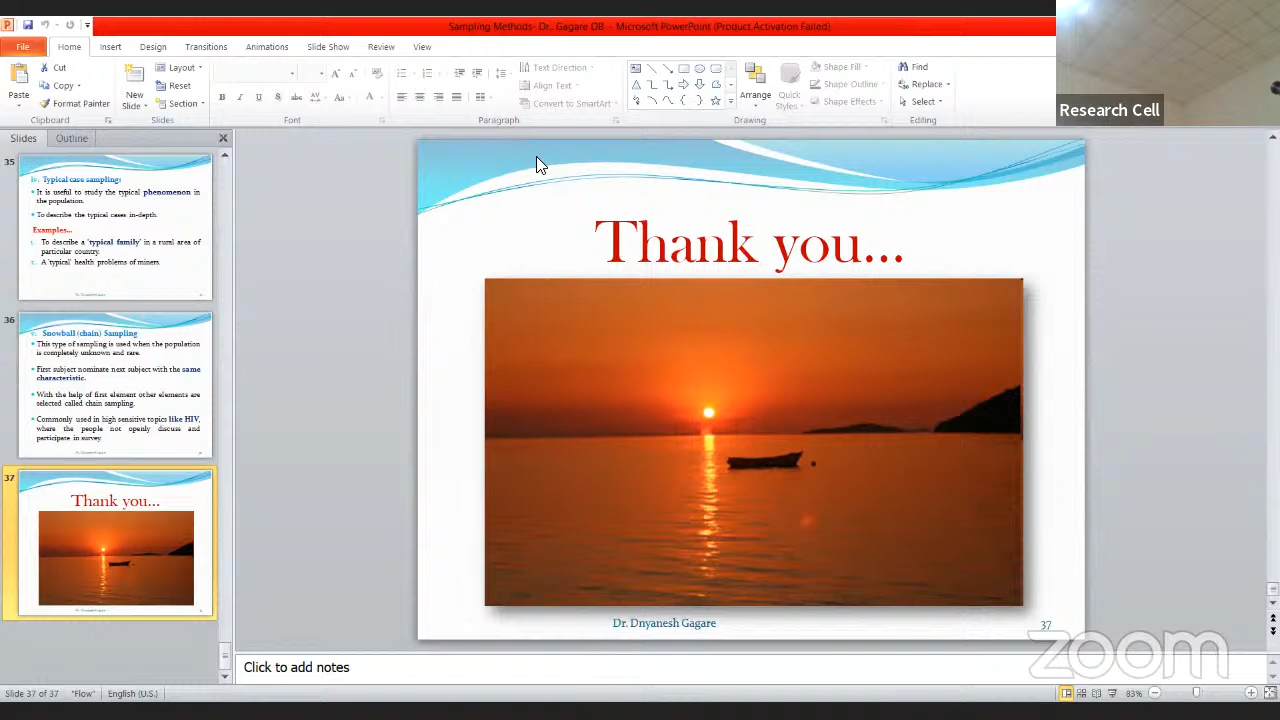 Sampling Methods- Dr.. Gagare DB - Microsoft PowerPoint (Product Activation Failed)
File Home Insert Design Transitions Animations Slide Show Review View
Paste
Cut
Copy
Format Painter
Clipboard
New
Slide
Layout
Reset
Section
Slides
Font
Paragraph
Text Direction
Align Text
Convert to SmartArt
Arrange
Quick
Styles
Shape Fill
Shape Outline
Shape Effects
Drawing
Find
Replace
Select
Editing
Research Cell
Slides Outline
35
iv. Typical case sampling:
It is useful to study the typical phenomenon in
the population.
To describe the typical cases in-depth.
Examples...
To describe a 'typical family' in a rural area of
particular country.
A 'typical' health problems of miners.
36
v. Snowball (chain) Sampling
This type of sampling is used when the population
is completely unknown and rare.
First subject nominate next subject with the same
characteristic.
With the help of first element other elements are
selected called chain sampling.
Commonly used in high sensitive topics like HIV,
where the people not openly discuss and
participate in survey.
37
Thank you...
Thank you...
Dr. Dnyanesh Gagare
37
zoom
Click to add notes
Slide 37 of 37 "Flow" English (U.S.)
83%